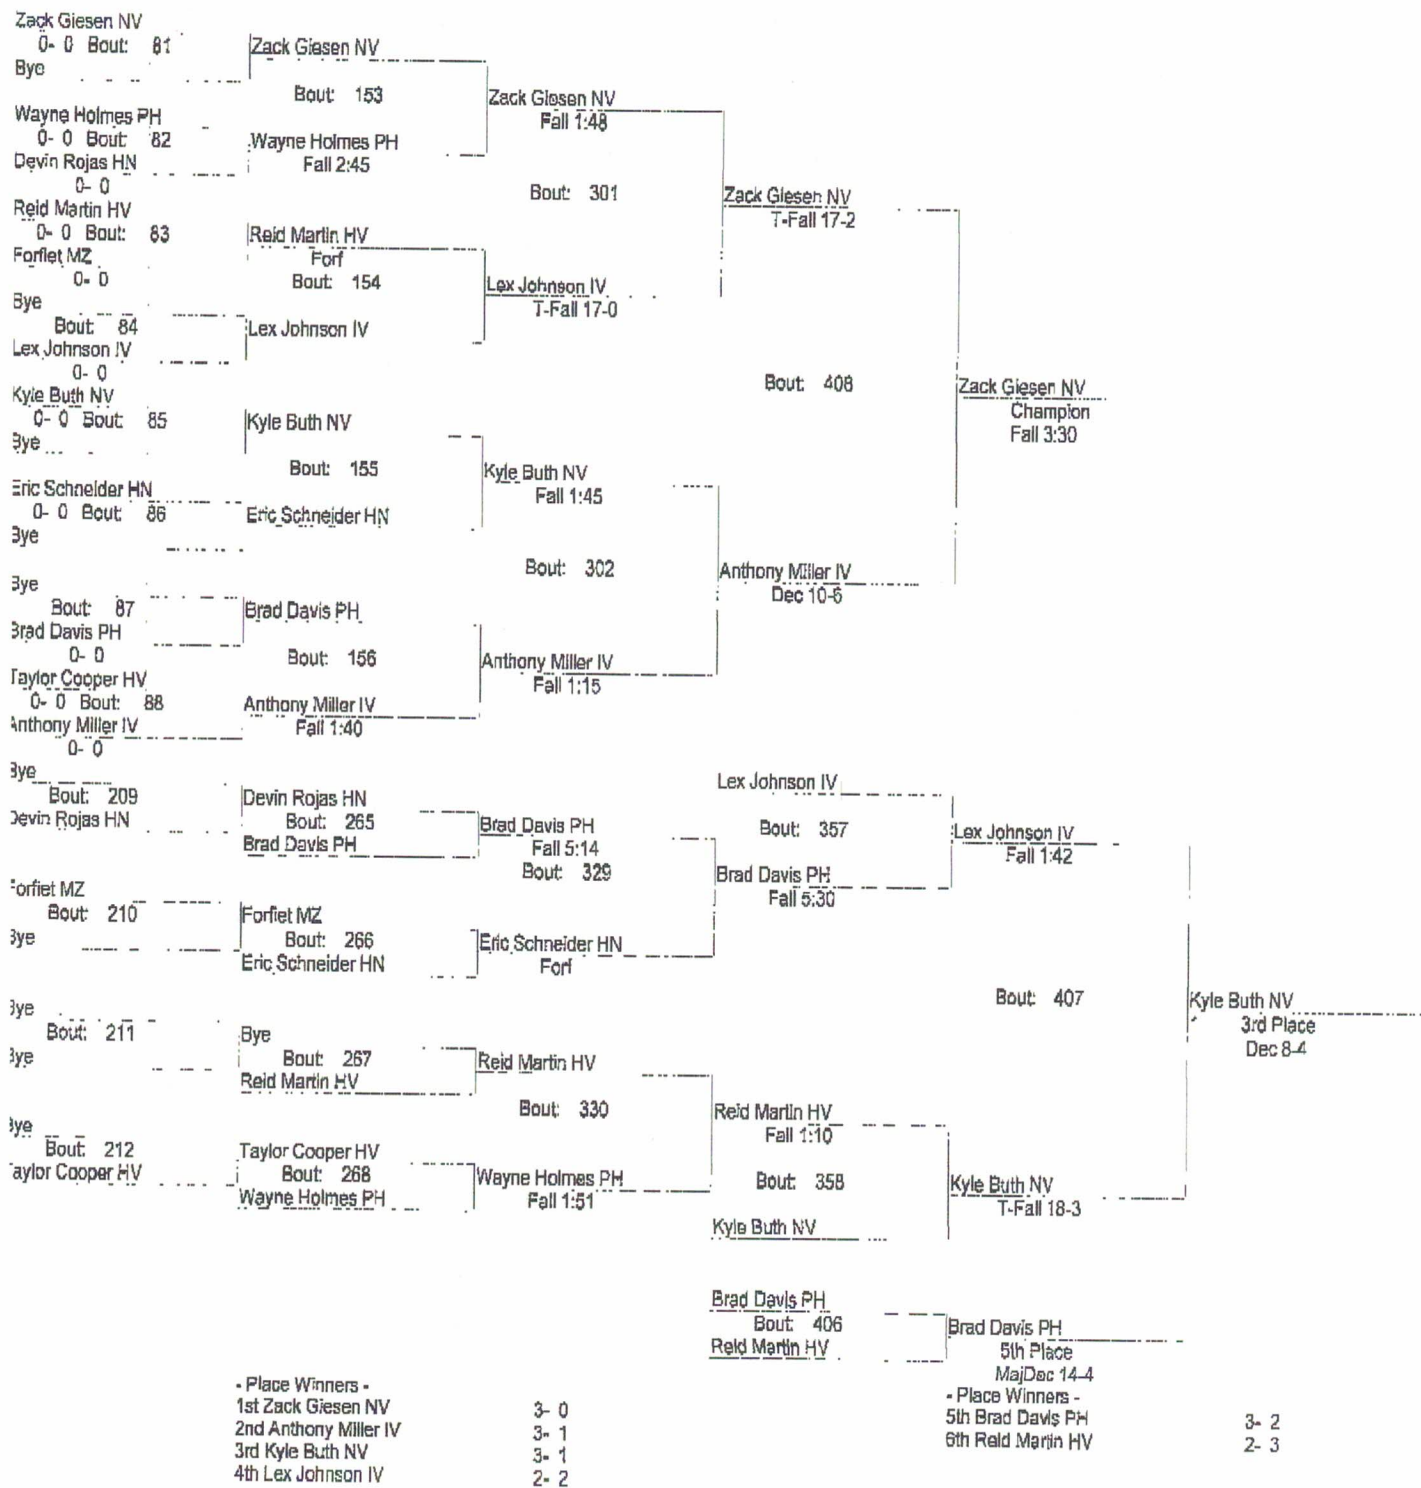 Zack Giesen NV
0- 0 Bout: 81
Bye
Wayne Holmes PH
0- 0 Bout: 82
Devin Rojas HN
0- 0
Reid Martin HV
0- 0 Bout: 83
Forfiet MZ
0- 0
Bye
Bout: 84
Lex Johnson IV
0- 0
Kyle Buth NV
0- 0 Bout: 85
Bye
Eric Schneider HN
0- 0 Bout: 86
Bye
Bye
Bout: 87
Brad Davis PH
0- 0
Taylor Cooper HV
0- 0 Bout: 88
Anthony Miller IV
0- 0
Zack Giesen NV
Bout: 153
Wayne Holmes PH
Fall 2:45
Reid Martin HV
Forf
Bout: 154
Lex Johnson IV
Kyle Buth NV
Bout: 155
Eric Schneider HN
Brad Davis PH
Bout: 156
Anthony Miller IV
Fall 1:40
Zack Giesen NV
Fall 1:48
Bout: 301
Lex Johnson IV
T-Fall 17-0
Kyle Buth NV
Fall 1:45
Bout: 302
Anthony Miller IV
Fall 1:15
Zack Giesen NV
T-Fall 17-2
Bout: 408
Anthony Miller IV
Dec 10-6
Zack Giesen NV
Champion
Fall 3:30
Bye
Bout: 209
Devin Rojas HN
Forfiet MZ
Bout: 210
Bye
Bye
Bout: 211
Bye
Bye
Bout: 212
Taylor Cooper HV
Devin Rojas HN
Bout: 265
Brad Davis PH
Forfiet MZ
Bout: 266
Eric Schneider HN
Bye
Bout: 267
Reid Martin HV
Taylor Cooper HV
Bout: 268
Wayne Holmes PH
Brad Davis PH
Fall 5:14
Bout: 329
Eric Schneider HN
Forf
Reid Martin HV
Bout: 330
Wayne Holmes PH
Fall 1:51
Lex Johnson IV
Bout: 357
Brad Davis PH
Fall 5:30
Reid Martin HV
Fall 1:10
Bout: 358
Kyle Buth NV
Lex Johnson IV
Fall 1:42
Bout: 407
Kyle Buth NV
T-Fall 18-3
Kyle Buth NV
3rd Place
Dec 8-4
Brad Davis PH
Bout: 406
Reid Martin HV
Brad Davis PH
5th Place
MajDec 14-4
- Place Winners -
1st Zack Giesen NV 3- 0
2nd Anthony Miller IV 3- 1
3rd Kyle Buth NV 3- 1
4th Lex Johnson IV 2- 2
- Place Winners -
5th Brad Davis PH 3- 2
6th Reid Martin HV 2- 3